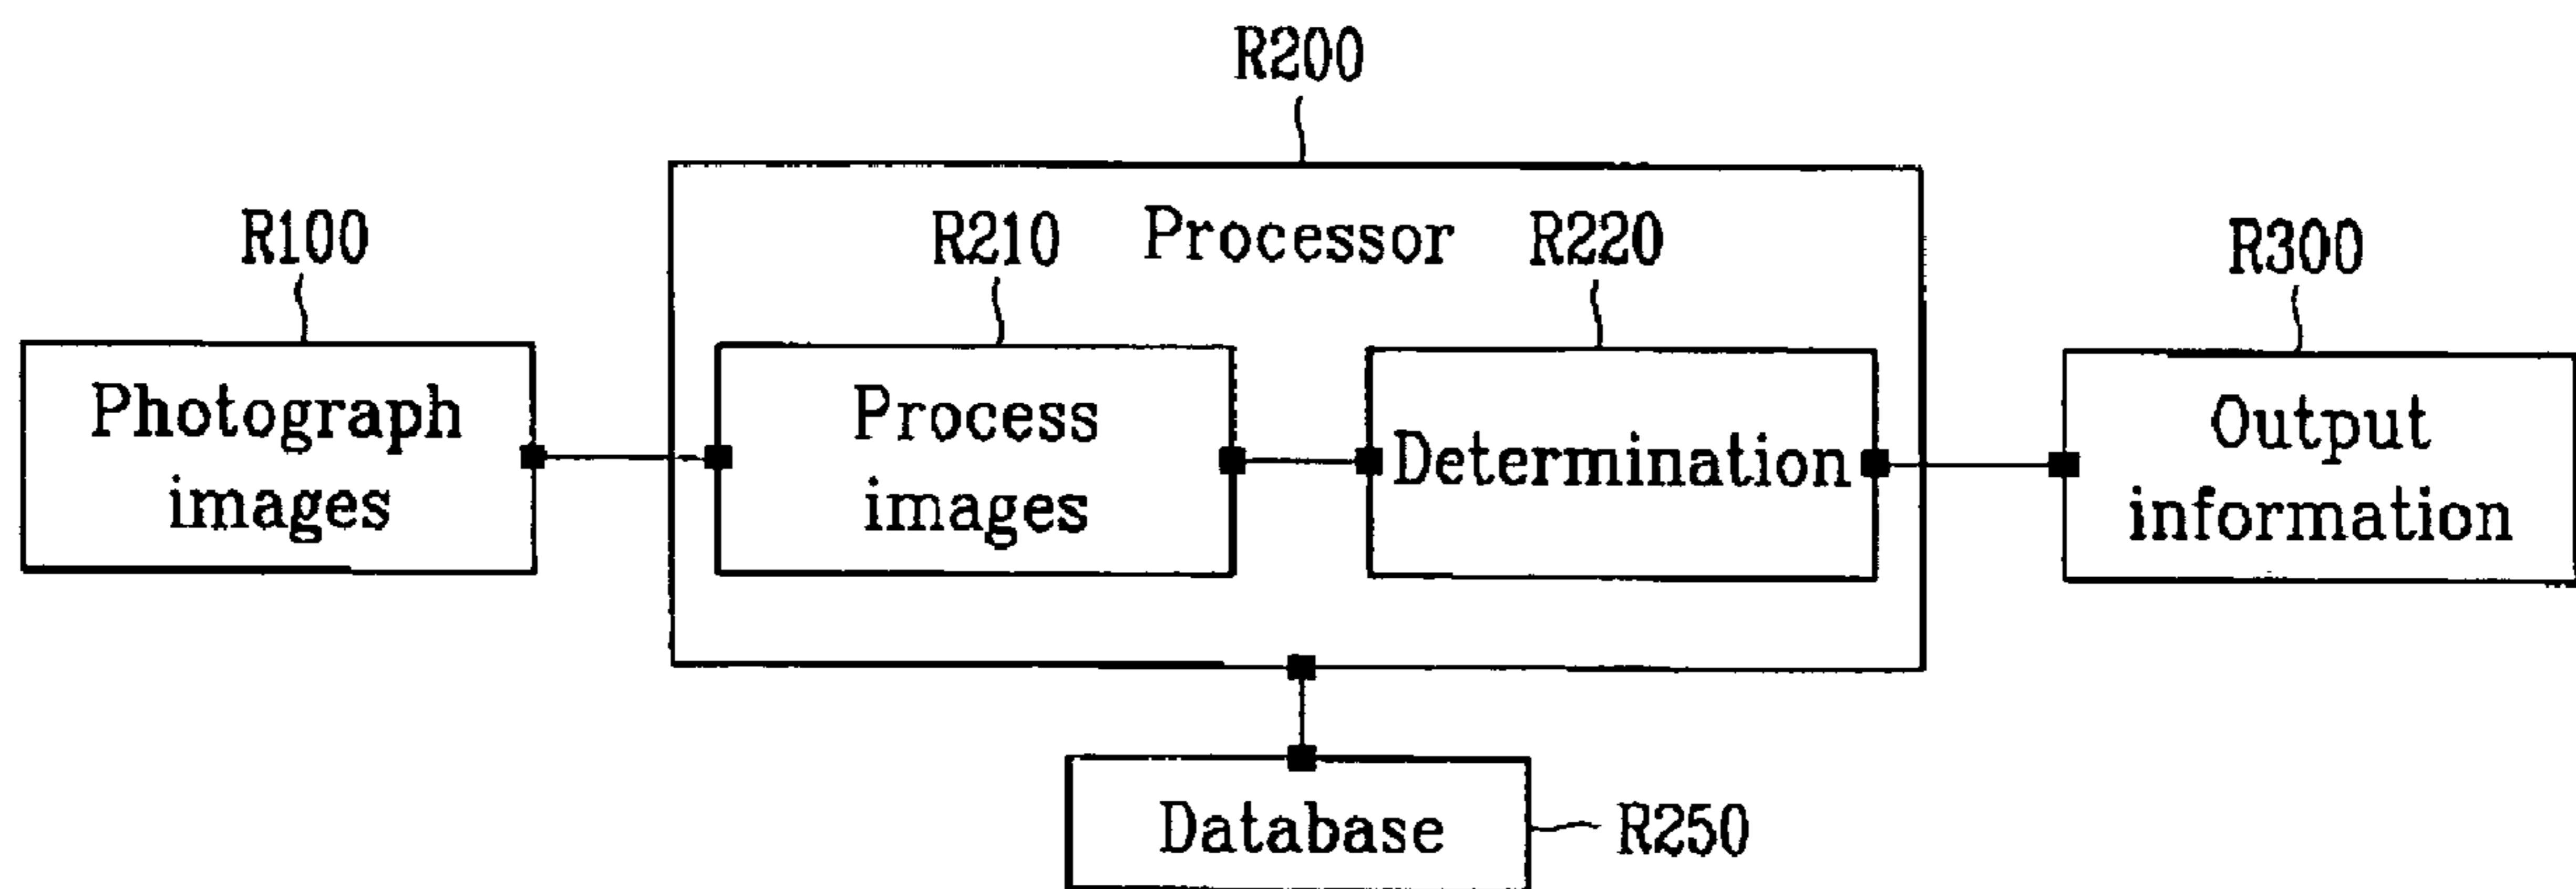 R200
R100
R210
Processor
R220
R300
Photograph
images
Process
images
Determination
Output
information
Database
R250